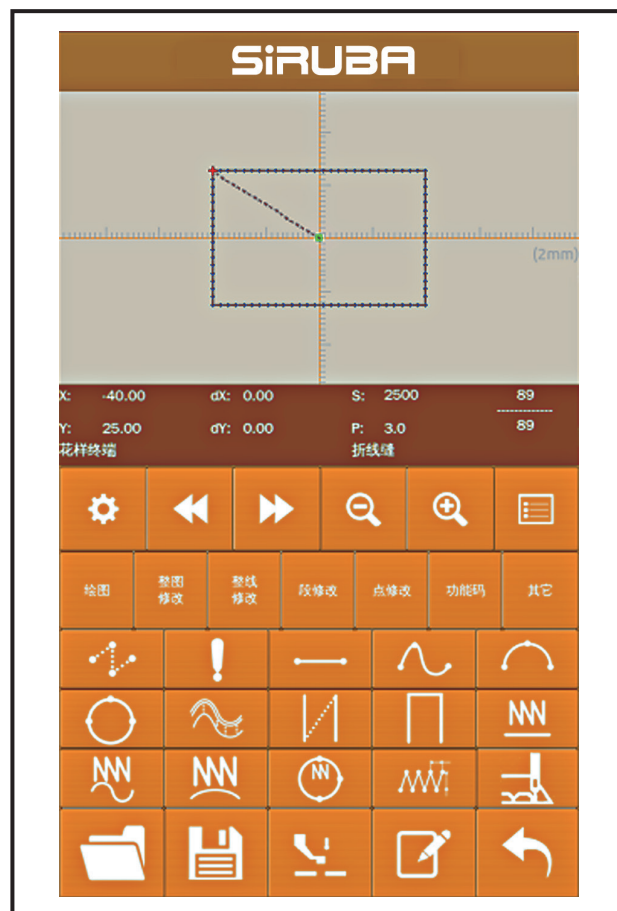 SiRUBA
(2mm)
X: -40.00 dX: 0.00 S: 2500 89
Y: 25.00 dY: 0.00 P: 3.0 89
花样终端 折线缝
绘图 整图修改 整线修改 段修改 点修改 功能码 其它